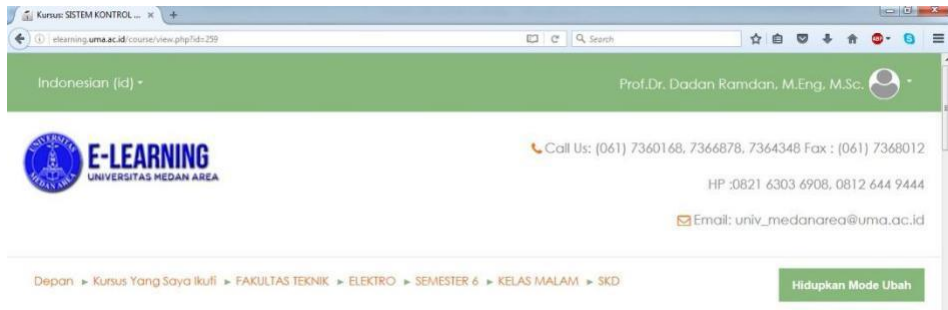 Kursus: SISTEM KONTROL ...
elearning.uma.ac.id/course/view.php?id=259
Search
Indonesian (id)
Prof.Dr. Dadan Ramdan, M.Eng, M.Sc.
UNIVERSITAS MEDAN AREA
E-LEARNING
UNIVERSITAS MEDAN AREA
Call Us: (061) 7360168, 7366878, 7364348 Fax : (061) 7368012
HP :0821 6303 6908, 0812 644 9444
Email: univ_medanarea@uma.ac.id
Depan ► Kursus Yang Saya Ikuti ► FAKULTAS TEKNIK ► ELEKTRO ► SEMESTER 6 ► KELAS MALAM ► SKD
Hidupkan Mode Ubah